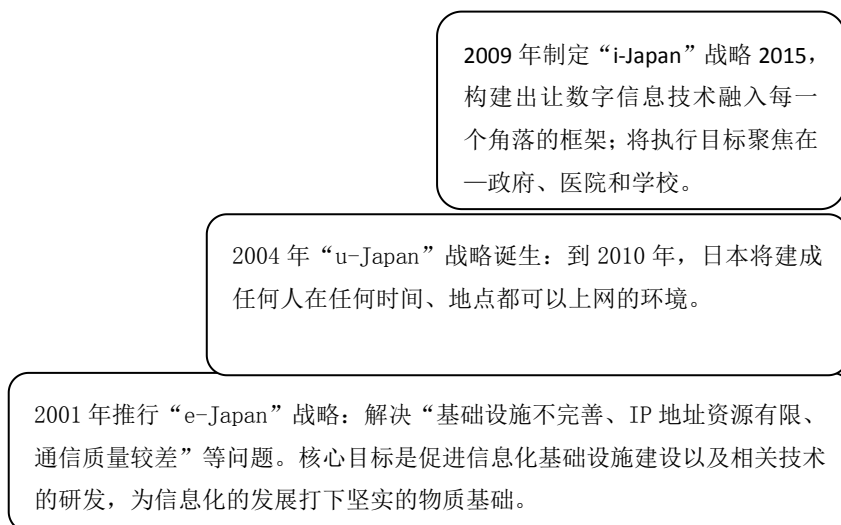 2009 年制定“i-Japan”战略 2015，
构建出让数字信息技术融入每一
个角落的框架；将执行目标聚焦在
—政府、医院和学校。
2004 年“u-Japan”战略诞生：到 2010 年，日本将建成
任何人在任何时间、地点都可以上网的环境。
2001 年推行“e-Japan”战略：解决“基础设施不完善、IP 地址资源有限、
通信质量较差”等问题。核心目标是促进信息化基础设施建设以及相关技术
的研发，为信息化的发展打下坚实的物质基础。